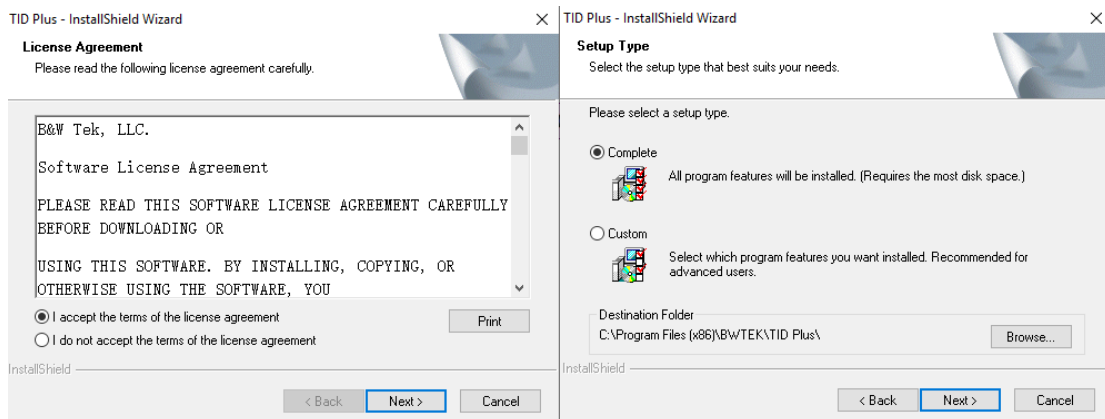 TID Plus - InstallShield Wizard
License Agreement
Please read the following license agreement carefully.
B&W Tek, LLC.
Software License Agreement
PLEASE READ THIS SOFTWARE LICENSE AGREEMENT CAREFULLY
BEFORE DOWNLOADING OR
USING THIS SOFTWARE. BY INSTALLING, COPYING, OR
OTHERWISE USING THE SOFTWARE, YOU
I accept the terms of the license agreement
Print
I do not accept the terms of the license agreement
InstallShield
< Back
Next >
Cancel
TID Plus - InstallShield Wizard
Setup Type
Select the setup type that best suits your needs.
Please select a setup type.
Complete
All program features will be installed. (Requires the most disk space.)
Custom
Select which program features you want installed. Recommended for
advanced users.
Destination Folder
C:\Program Files (x86)\BWTEK\TID Plus\
Browse...
InstallShield
< Back
Next >
Cancel